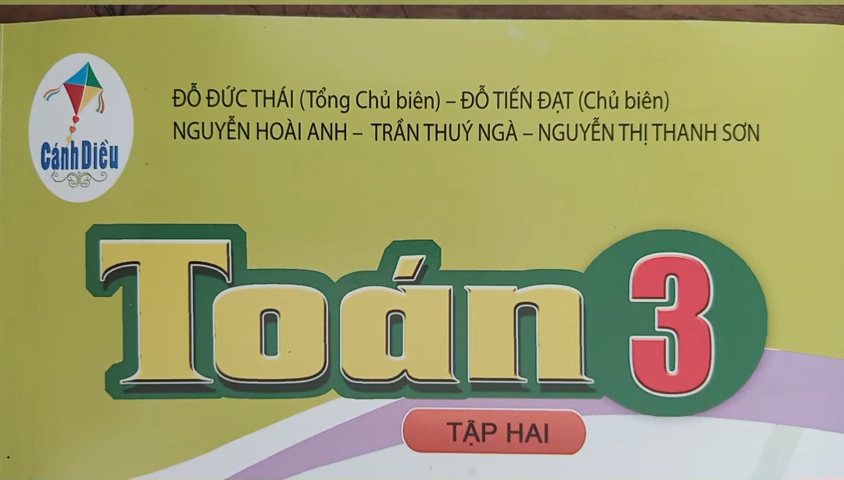 ĐỖ ĐỨC THÁI (Tổng Chủ biên) – ĐỖ TIẾN ĐẠT (Chủ biên)
NGUYỄN HOÀI ANH – TRẦN THUÝ NGÀ – NGUYỄN THỊ THANH SƠN
Cánh Diều
Toán 3
TẬP HAI